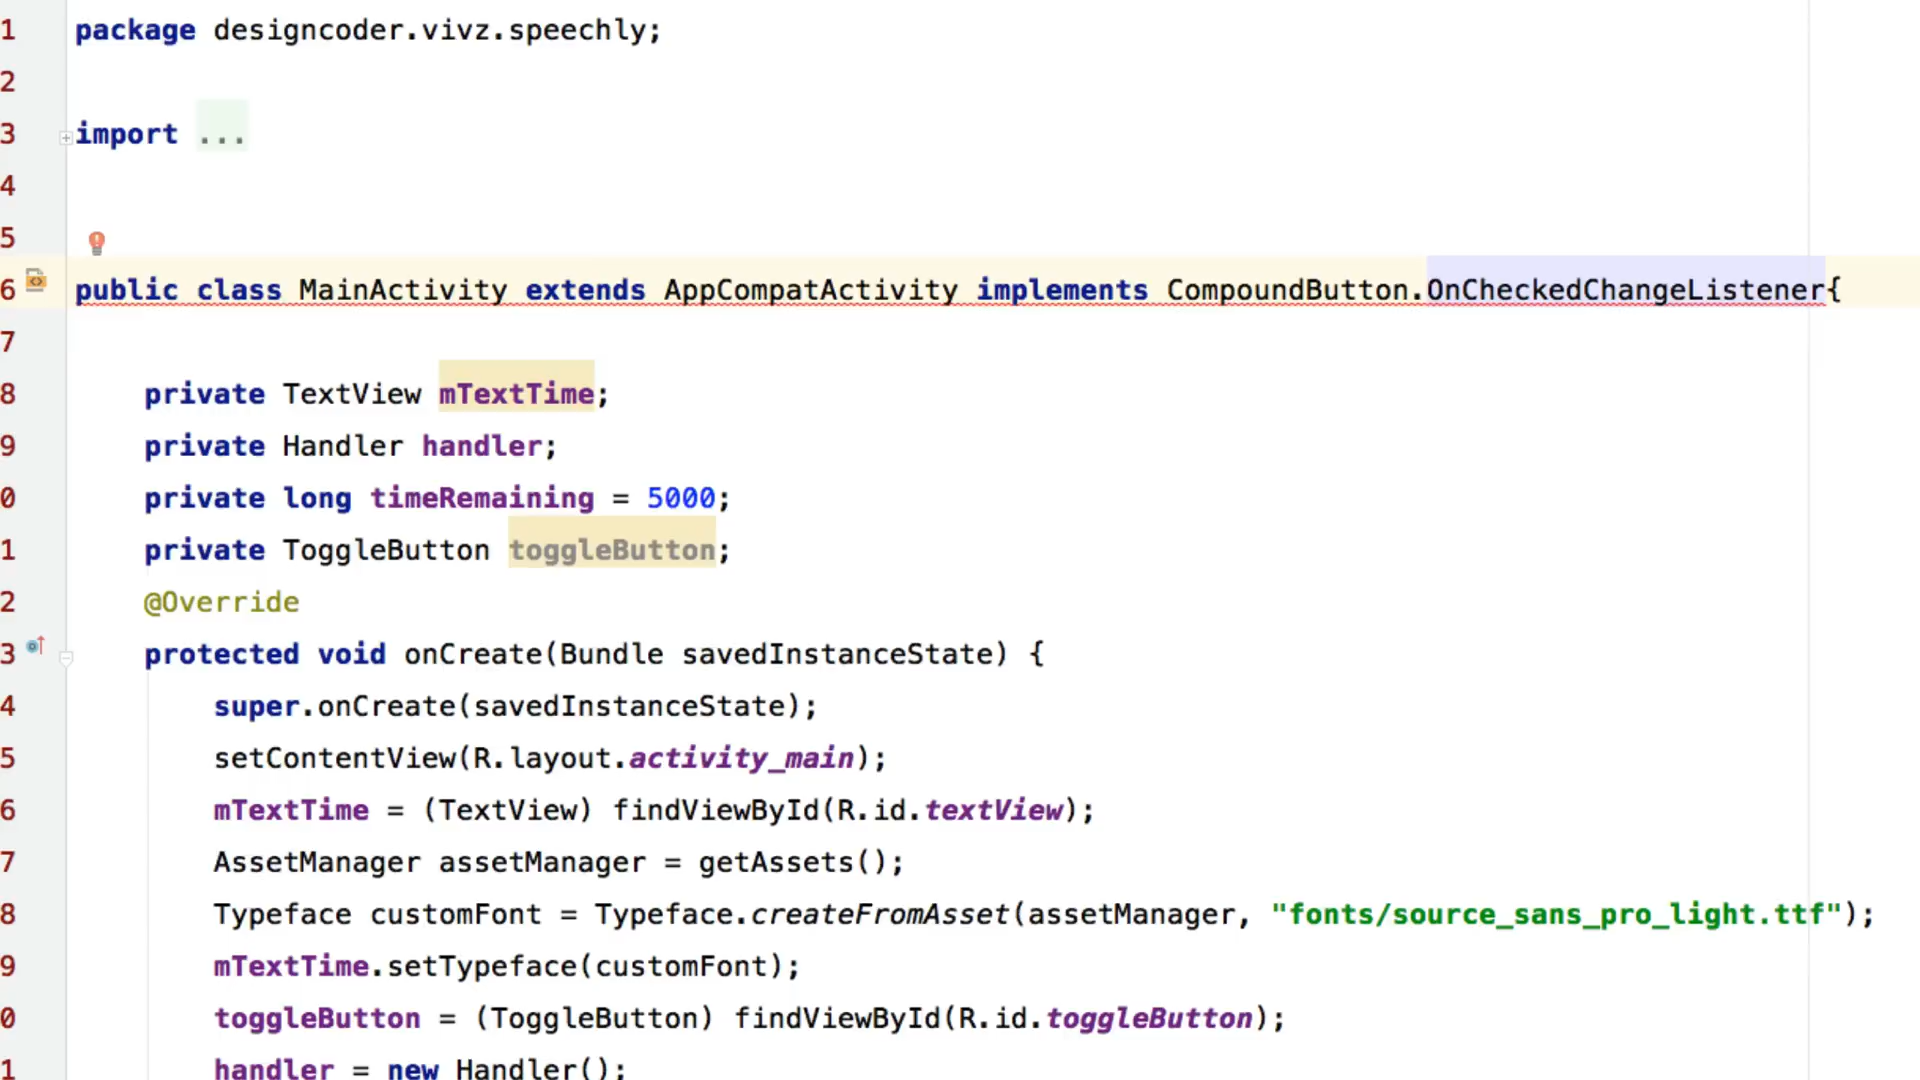 1 package designcoder.vivz.speechly;
2
3 import ...
4
5
6 public class MainActivity extends AppCompatActivity implements CompoundButton.OnCheckedChangeListener{
7
8 private TextView mTextTime;
9 private Handler handler;
0 private long timeRemaining = 5000;
1 private ToggleButton toggleButton;
2 @Override
3 protected void onCreate(Bundle savedInstanceState) {
4 super.onCreate(savedInstanceState);
5 setContentView(R.layout.activity_main);
6 mTextTime = (TextView) findViewById(R.id.textView);
7 AssetManager assetManager = getAssets();
8 Typeface customFont = Typeface.createFromAsset(assetManager, "fonts/source_sans_pro_light.ttf");
9 mTextTime.setTypeface(customFont);
0 toggleButton = (ToggleButton) findViewById(R.id.toggleButton);
1 handler = new Handler();